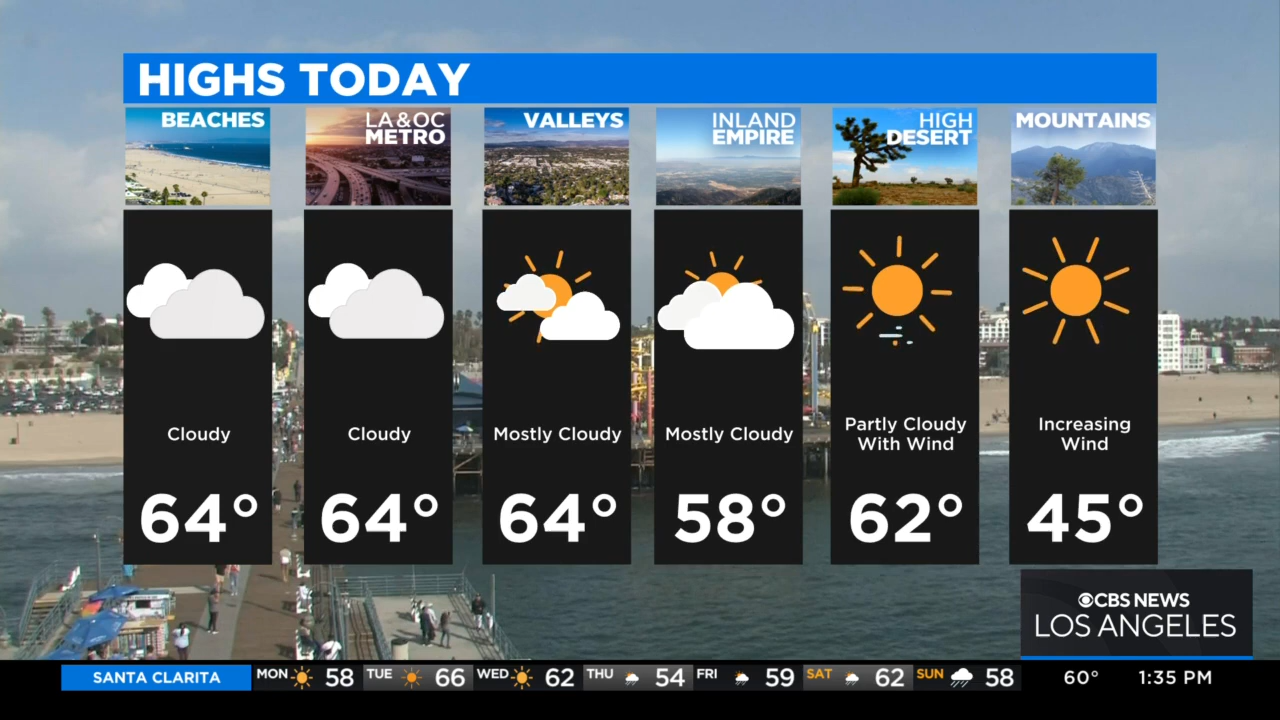 HIGHS TODAY
BEACHES
LA & OC
METRO
VALLEYS
INLAND
EMPIRE
HIGH
DESERT
MOUNTAINS
Cloudy
Cloudy
Mostly Cloudy
Mostly Cloudy
Partly Cloudy
With Wind
Increasing
Wind
64°
64°
64°
58°
62°
45°
CBS NEWS
LOS ANGELES
SANTA CLARITA MON 58 TUE 66 WED 62 THU 54 FRI 59 SAT 62 SUN 58 60° 1:35 PM